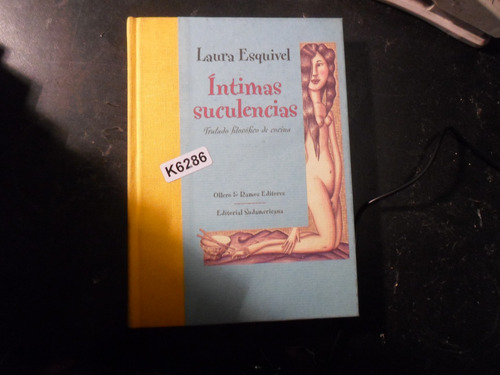 Laura Esquivel
Íntimas
suculencias
Tratado filosófico de cocina
K6286
Ollero & Ramos Editores
Editorial Sudamericana